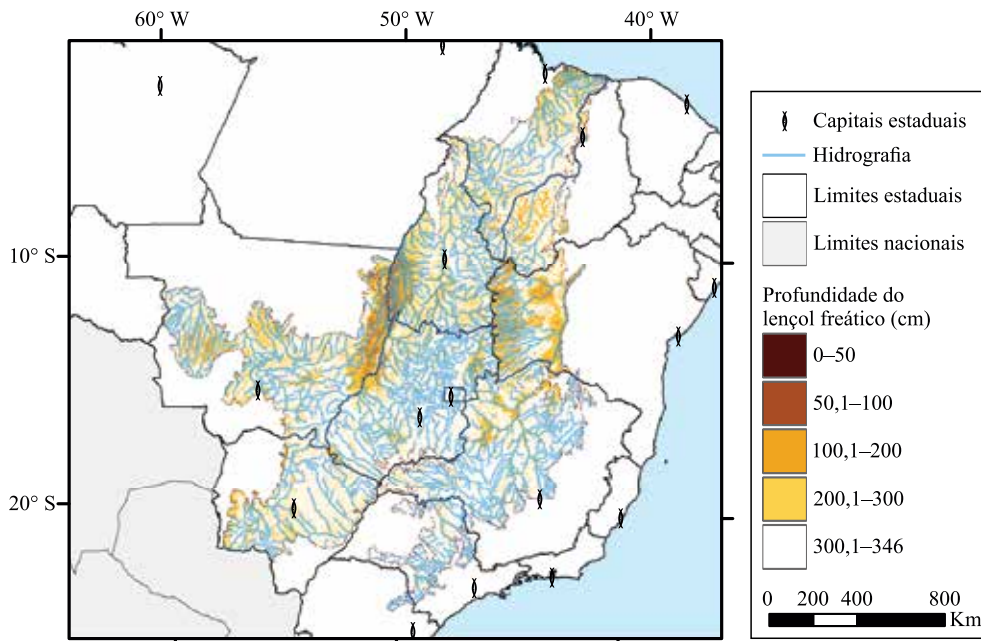 60° W 50° W 40° W
10° S
20° S
Capitais estaduais
Hidrografia
Limites estaduais
Limites nacionais
Profundidade do
lençol freático (cm)
0–50
50,1–100
100,1–200
200,1–300
300,1–346
0 200 400 800
Km